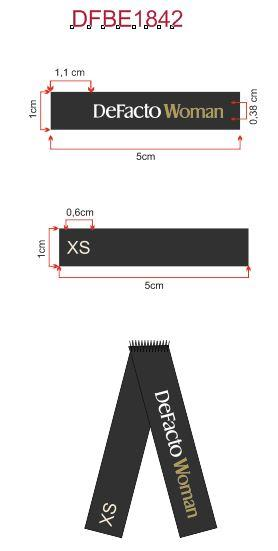 DFBE1842
1,1 cm
1cm
DeFacto Woman
0,38 cm
5cm
0,6cm
1cm
XS
5cm
DeFacto Woman
XS